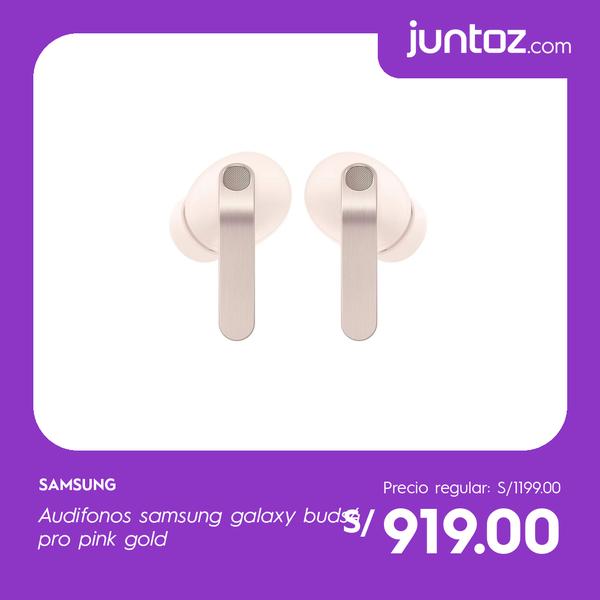 juntoz.com
SAMSUNG
Audifonos samsung galaxy buds
pro pink gold
Precio regular: S/1199.00
S/ 919.00